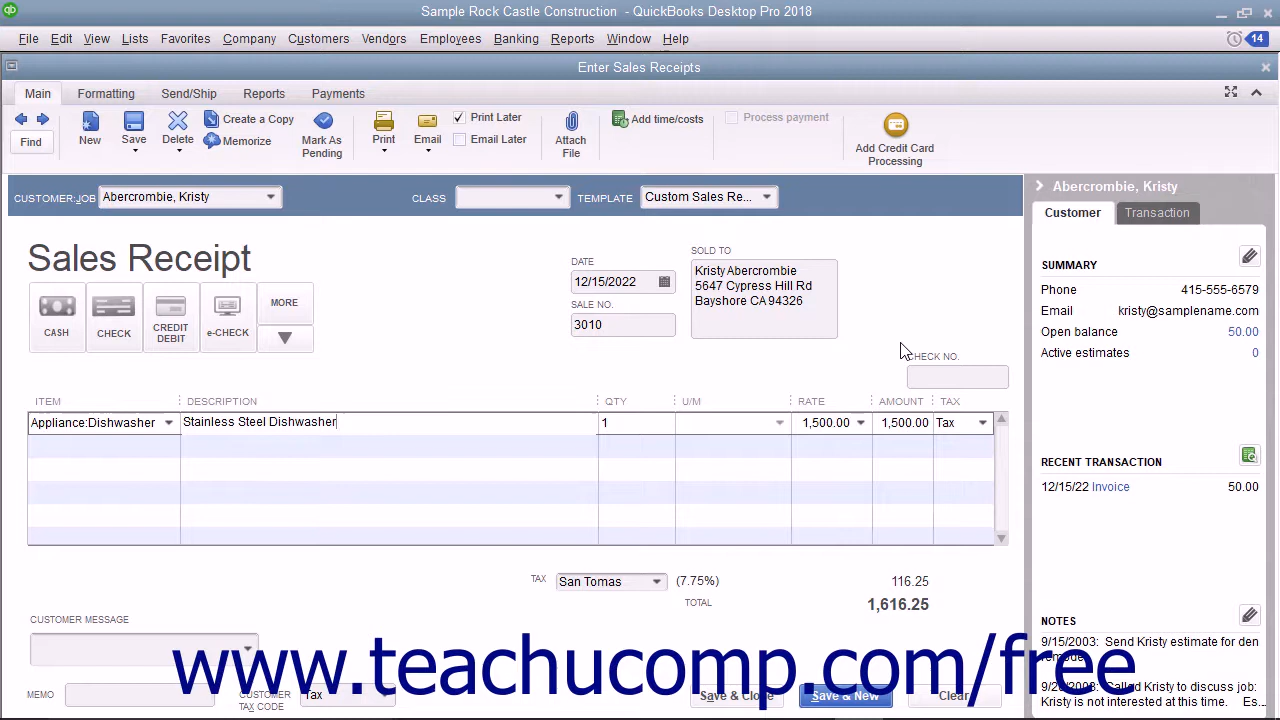 Sample Rock Castle Construction - QuickBooks Desktop Pro 2018
File Edit View Lists Favorites Company Customers Vendors Employees Banking Reports Window Help 14
Enter Sales Receipts
Main Formatting Send/Ship Reports Payments
Find New Save Delete Create a Copy Memorize Mark As Pending Print Email Print Later Email Later Attach File Add time/costs Process payment Add Credit Card Processing
CUSTOMER:JOB Abercrombie, Kristy CLASS TEMPLATE Custom Sales Re...
Sales Receipt
DATE
12/15/2022
SALE NO.
3010
SOLD TO
Kristy Abercrombie
5647 Cypress Hill Rd
Bayshore CA 94326
CASH CHECK CREDIT DEBIT e-CHECK MORE
CHECK NO.
ITEM DESCRIPTION QTY U/M RATE AMOUNT TAX
Appliance:Dishwasher Stainless Steel Dishwasher 1 1,500.00 1,500.00 Tax
TAX San Tomas (7.75%) 116.25
TOTAL 1,616.25
CUSTOMER MESSAGE
MEMO CUSTOMER TAX CODE Tax
Save & Close Save & New Clear
Abercrombie, Kristy
Customer Transaction
SUMMARY
Phone 415-555-6579
Email kristy@samplename.com
Open balance 50.00
Active estimates 0
RECENT TRANSACTION
12/15/22 Invoice 50.00
NOTES
9/15/2003: Send Kristy estimate for den
Called Kristy to discuss job:
Kristy is not interested at this time. Es...
www.teachucomp.com/free